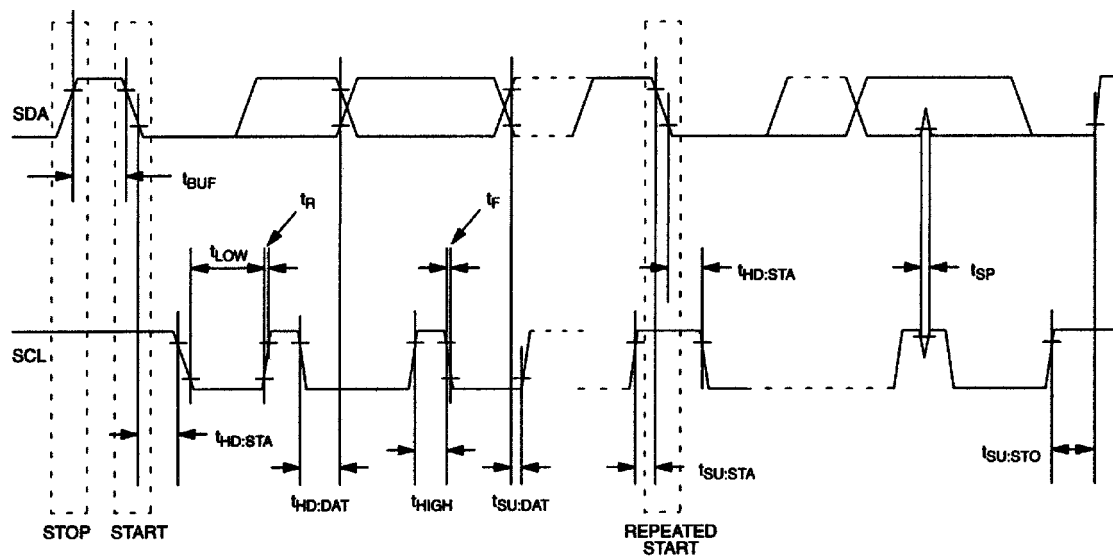 SDA
tBUF
tR
tF
tLOW
tHD:STA
tSP
SCL
tHD:STA
tSU:STA
tSU:STO
tHD:DAT
tHIGH
tSU:DAT
STOP
START
REPEATED
START